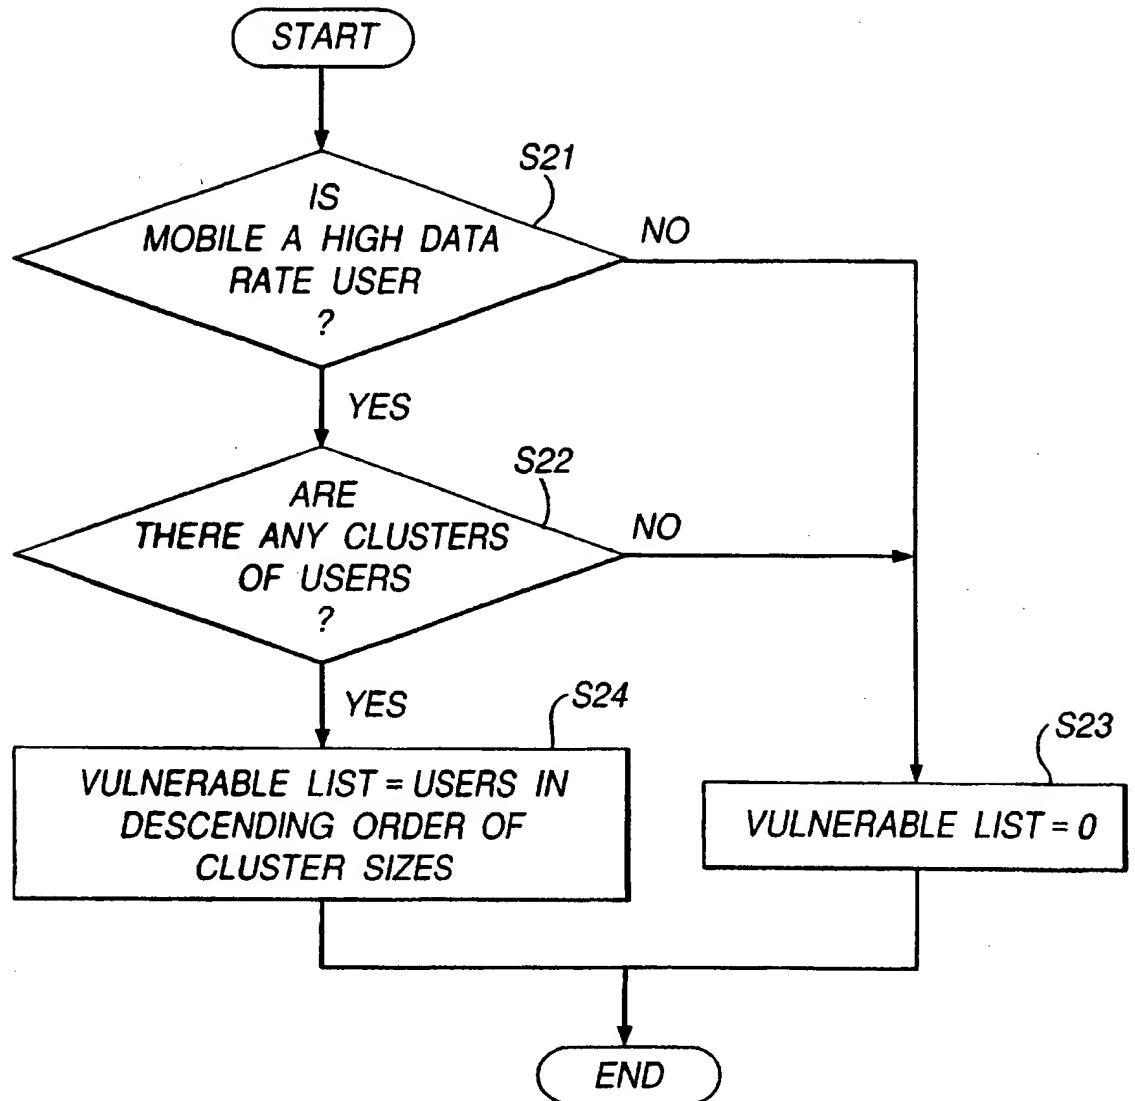 START
S21
IS
MOBILE A HIGH DATA
RATE USER
?
NO
YES
S22
ARE
THERE ANY CLUSTERS
OF USERS
?
NO
YES
S24
VULNERABLE LIST = USERS IN
DESCENDING ORDER OF
CLUSTER SIZES
S23
VULNERABLE LIST = 0
END